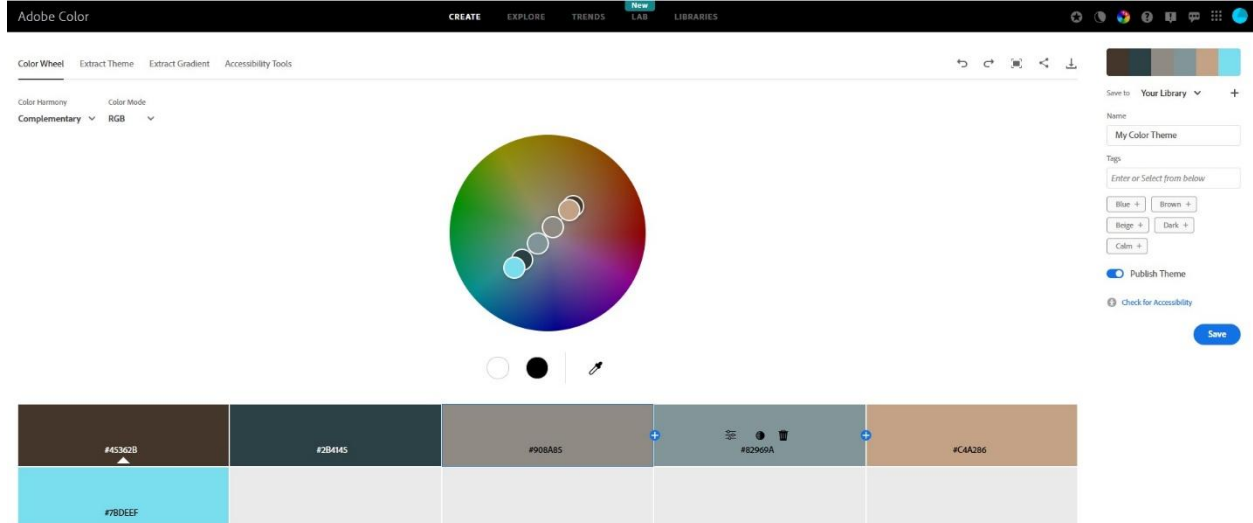 Adobe Color
CREATE EXPLORE TRENDS LAB LIBRARIES
New
Color Wheel Extract Theme Extract Gradient Accessibility Tools
Color Harmony Color Mode
Complementary RGB
#45362B #2B4145 #908A85 #82969A #C4A286
#7BDEEF
Save to Your Library
Name
My Color Theme
Tags
Enter or Select from below
Blue + Brown +
Beige + Dark +
Calm +
Publish Theme
Check for Accessibility
Save